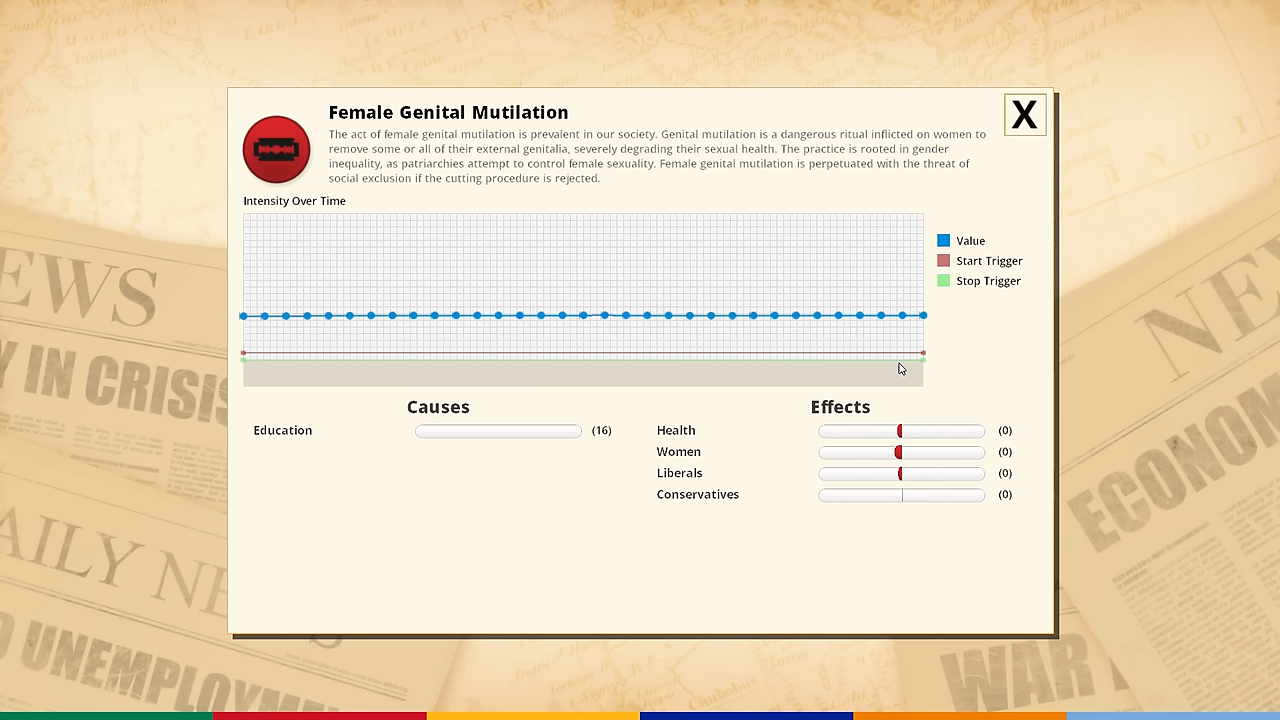 Female Genital Mutilation
X
The act of female genital mutilation is prevalent in our society. Genital mutilation is a dangerous ritual inflicted on women to
remove some or all of their external genitalia, severely degrading their sexual health. The practice is rooted in gender
inequality, as patriarchies attempt to control female sexuality. Female genital mutilation is perpetuated with the threat of
social exclusion if the cutting procedure is rejected.
Intensity Over Time
Value
Start Trigger
Stop Trigger
Causes
Effects
Education (16)
Health (0)
Women (0)
Liberals (0)
Conservatives (0)
EWS
Y IN CRISIS
AILY NE
UNEMPLOYM
NE
ECONOM
WAR